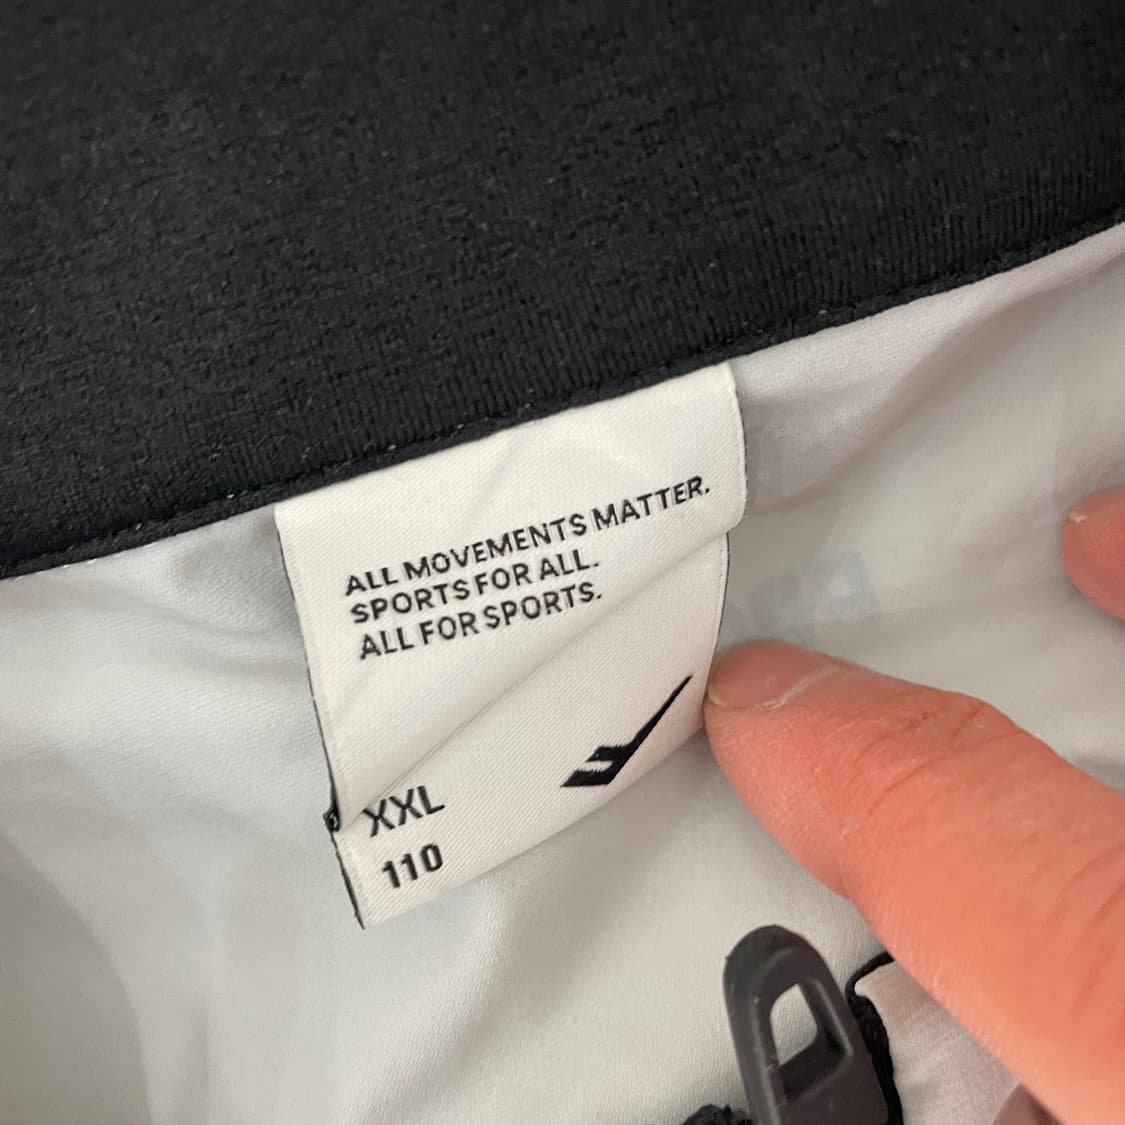 ALL MOVEMENTS MATTER.
SPORTS FOR ALL.
ALL FOR SPORTS.
XXL
110